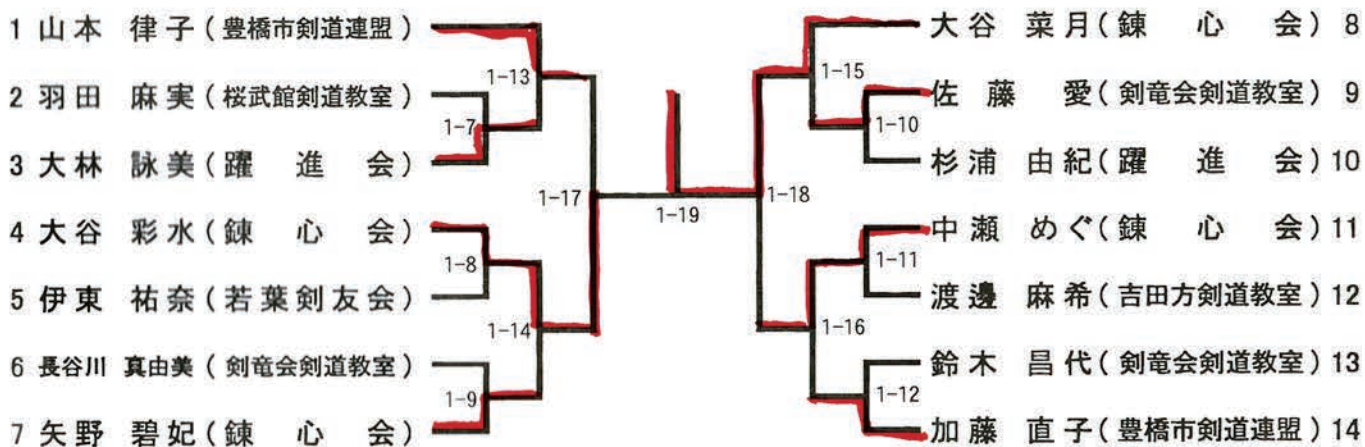 1 山本 律子 (豊橋市剣道連盟)
2 羽田 麻実 (桜武館剣道教室)
3 大林 詠美 (躍進会)
4 大谷 彩水 (錬心会)
5 伊東 祐奈 (若葉剣友会)
6 長谷川 真由美 (剣竜会剣道教室)
7 矢野 碧妃 (錬心会)
1-13
1-7
1-17
1-8
1-14
1-9
1-19
1-15
1-10
1-18
1-11
1-16
1-12
大谷 菜月 (錬心会) 8
佐藤 愛 (剣竜会剣道教室) 9
杉浦 由紀 (躍進会) 10
中瀬 めぐ (錬心会) 11
渡邊 麻希 (吉田方剣道教室) 12
鈴木 昌代 (剣竜会剣道教室) 13
加藤 直子 (豊橋市剣道連盟) 14